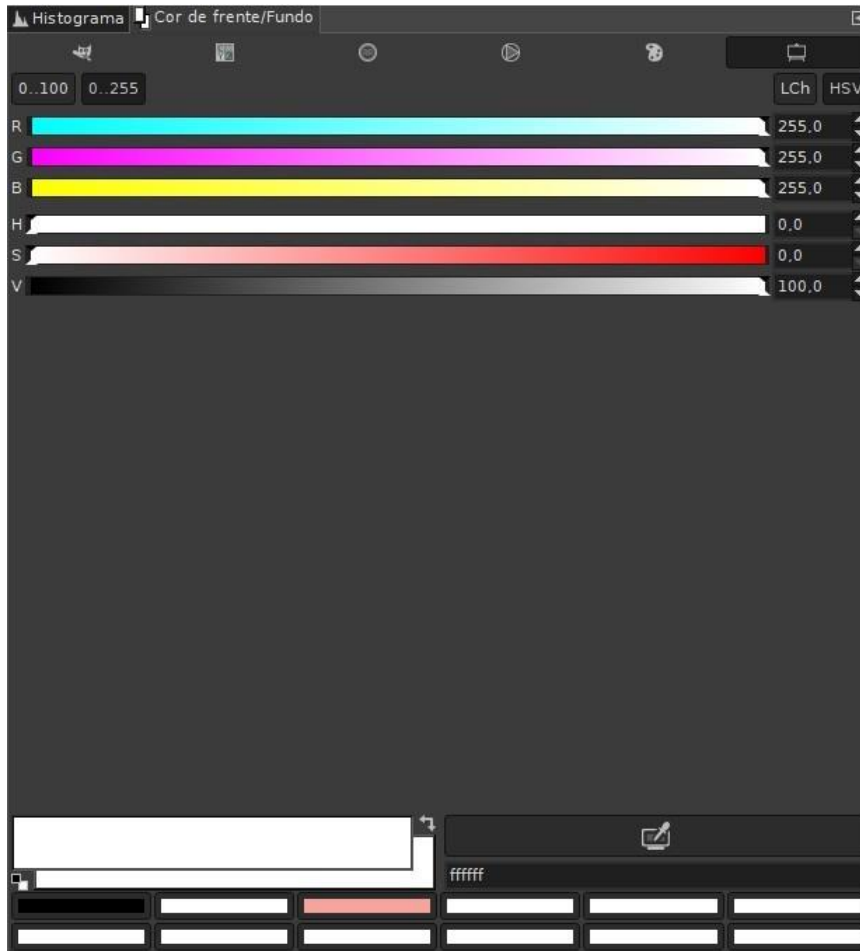 Histograma Cor de frente/Fundo
0..100 0..255 LCh HSV
R 255,0
G 255,0
B 255,0
H 0,0
S 0,0
V 100,0
ffffff